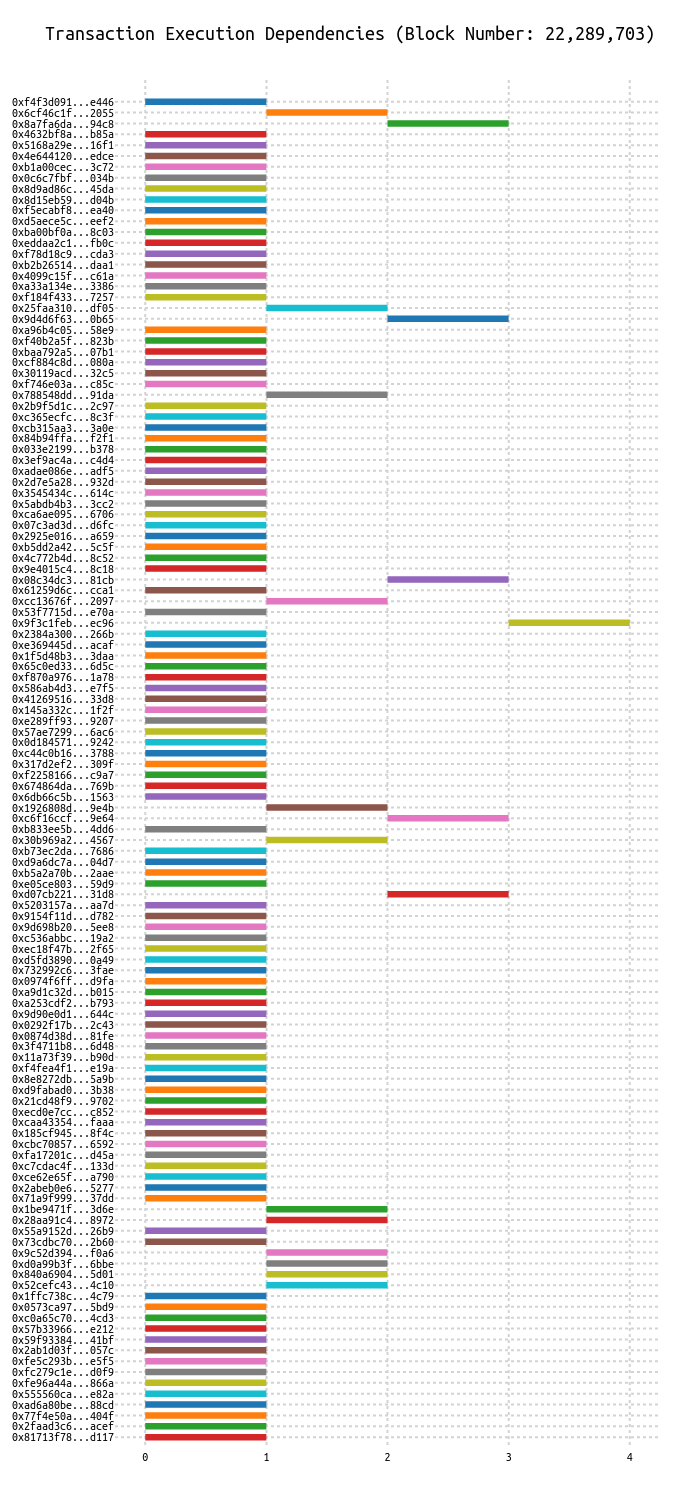 Transaction Execution Dependencies (Block Number: 22,289,703)
0xf4f3d091...e446
0x6cf46c1f...2055
0x8a7fa6da...94c8
0x4632bf8a...b85a
0x5168a29e...16f1
0x4e644120...edce
0xb1a00cec...3c72
0x0c6c7fbf...034b
0x8d9ad86c...45da
0x8d15eb59...d04b
0xf5ecabf8...ea40
0xd5aece5c...eef2
0xba00bf0a...8c03
0xeddaa2c1...fb0c
0xf78d18c9...cda3
0xb2b26514...daa1
0x4099c15f...c61a
0xa33a134e...3386
0xf184f433...7257
0x25faa310...df05
0x9d4d6f63...0b65
0xa96b4c05...58e9
0xf40b2a5f...823b
0xbaa792a5...07b1
0xcf884c8d...080a
0x30119acd...32c5
0xf746e03a...c85c
0x788548dd...91da
0x2b9f5d1c...2c97
0xc365ecfc...8c3f
0xcb315aa3...3a0e
0x84b94ffa...f2f1
0x033e2199...b378
0x3ef9ac4a...c4d4
0xadae086e...adf5
0x2d7e5a28...932d
0x3545434c...614c
0x5abdb4b3...3cc2
0xca6ae095...6706
0x07c3ad3d...d6fc
0x2925e016...a659
0xb5dd2a42...5c5f
0x4c772b4d...8c52
0x9e4015c4...8c18
0x08c34dc3...81cb
0x61259d6c...cca1
0xcc13676f...2097
0x53f7715d...e70a
0x9f3c1feb...ec96
0x2384a300...266b
0xe369445d...acaf
0x1f5d48b3...3daa
0x65c0ed33...6d5c
0xf870a976...1a78
0x586ab4d3...e7f5
0x41269516...33d8
0x145a332c...1f2f
0xe289ff93...9207
0x57ae7299...6ac6
0x0d184571...9242
0xc44c0b16...3788
0x317d2ef2...309f
0xf2258166...c9a7
0x674864da...769b
0x6db66c5b...1563
0x1926808d...9e4b
0xc6f16ccf...9e64
0xb833ee5b...4dd6
0x30b969a2...4567
0xb73ec2da...7686
0xd9a6dc7a...04d7
0xb5a2a70b...2aae
0xe05ce803...59d9
0xd07cb221...31d8
0x5203157a...aa7d
0x9154f11d...d782
0x9d698b20...5ee8
0xc536abbc...19a2
0xec18f47b...2f65
0xd5fd3890...0a49
0x732992c6...3fae
0x0974f6ff...d9fa
0xa9d1c32d...b015
0xa253cdf2...b793
0x9d90e0d1...644c
0x0292f17b...2c43
0x0874d38d...81fe
0x3f4711b8...6d48
0x11a73f39...b90d
0xf4fea4f1...e19a
0x8e8272db...5a9b
0xd9fabad0...3b38
0x21cd48f9...9702
0xecd0e7cc...c852
0xcaa43354...faaa
0x185cf945...8f4c
0xcbc70857...6592
0xfa17201c...d45a
0xc7cdac4f...133d
0xce62e65f...a790
0x2abeb0e6...5277
0x71a9f999...37dd
0x1be9471f...3d6e
0x28aa91c4...8972
0x55a9152d...26b9
0x73cdbc70...2b60
0x9c52d394...f0a6
0xd0a99b3f...6bbe
0x840a6904...5d01
0x52cefc43...4c10
0x1ffc738c...4c79
0x0573ca97...5bd9
0xc0a65c70...4cd3
0x57b33966...e212
0x59f93384...41bf
0x2ab1d03f...057c
0xfe5c293b...e5f5
0xfc279c1e...d0f9
0xfe96a44a...866a
0x555560ca...e82a
0xad6a80be...88cd
0x77f4e50a...404f
0x2faad3c6...acef
0x81713f78...d117
0 1 2 3 4